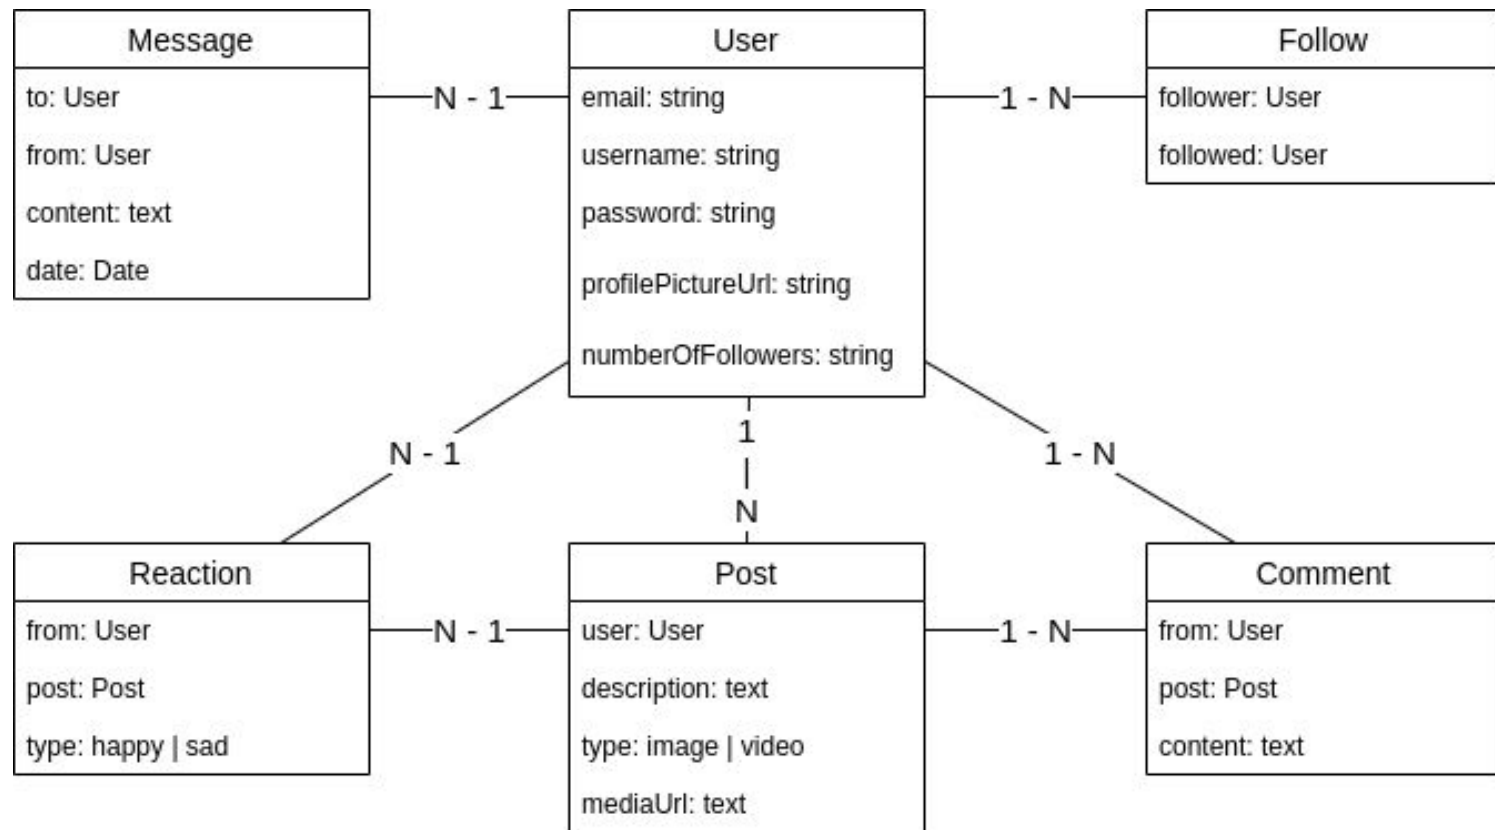 Message
to: User
from: User
content: text
date: Date
N - 1
User
email: string
username: string
password: string
profilePictureUrl: string
numberOfFollowers: string
1 - N
Follow
follower: User
followed: User
N - 1
1
N
1 - N
Reaction
from: User
post: Post
type: happy | sad
N - 1
Post
user: User
description: text
type: image | video
mediaUrl: text
1 - N
Comment
from: User
post: Post
content: text